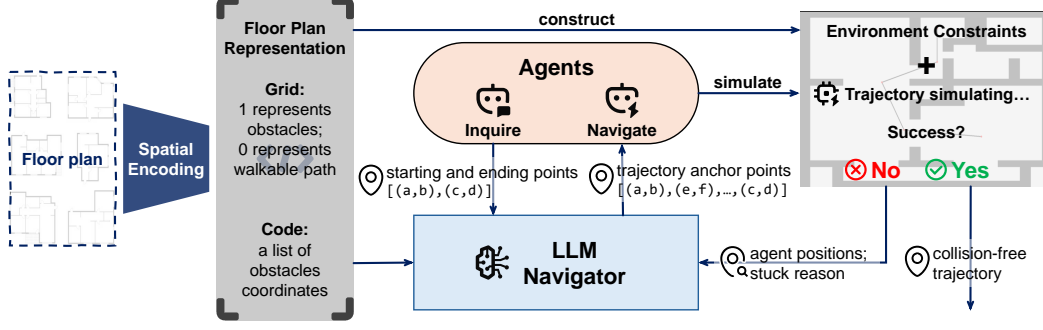 Floor plan
Spatial
Encoding
Floor Plan
Representation
Grid:
1 represents
obstacles;
0 represents
walkable path
Code:
a list of
obstacles
coordinates
construct
Agents
Inquire
Navigate
simulate
starting and ending points
[(a,b),(c,d)]
trajectory anchor points
[(a,b),(e,f),…,(c,d)]
LLM
Navigator
Environment Constraints
+
Trajectory simulating…
Success?
No
Yes
agent positions;
stuck reason
collision-free
trajectory